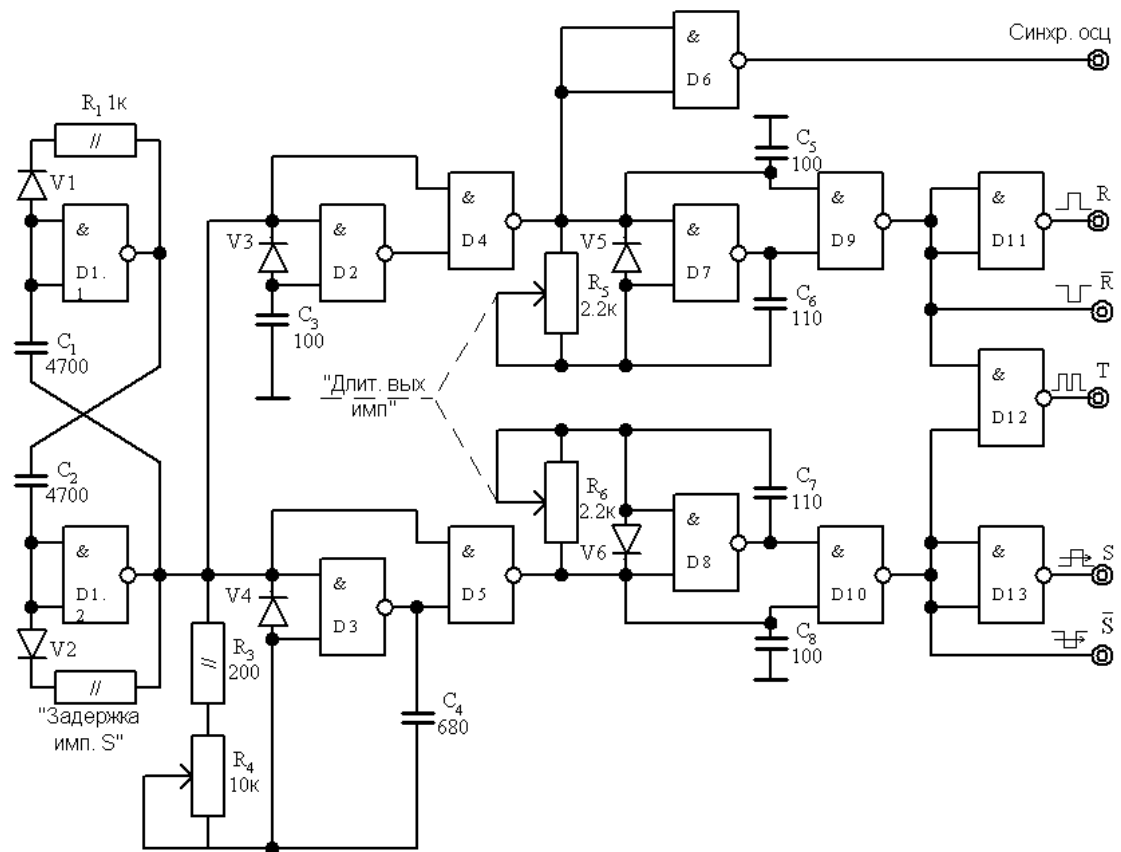 &
D6
Синхр. осц
R1 1к
//
V1
&
D1.
1
C1
4700
V3
&
D2
C3
100
&
D4
V5
R5
2.2к
&
D7
C5
100
C6
110
&
D9
&
D11
R
R̅
&
D12
T
"Длит. вых
имп"
C2
4700
&
D1.
2
V2
//
"Задержка
имп. S"
V4
&
D3
R3
200
//
R4
10к
C4
680
&
D5
R6
2.2к
V6
&
D8
C7
110
C8
100
&
D10
&
D13
S
S̅